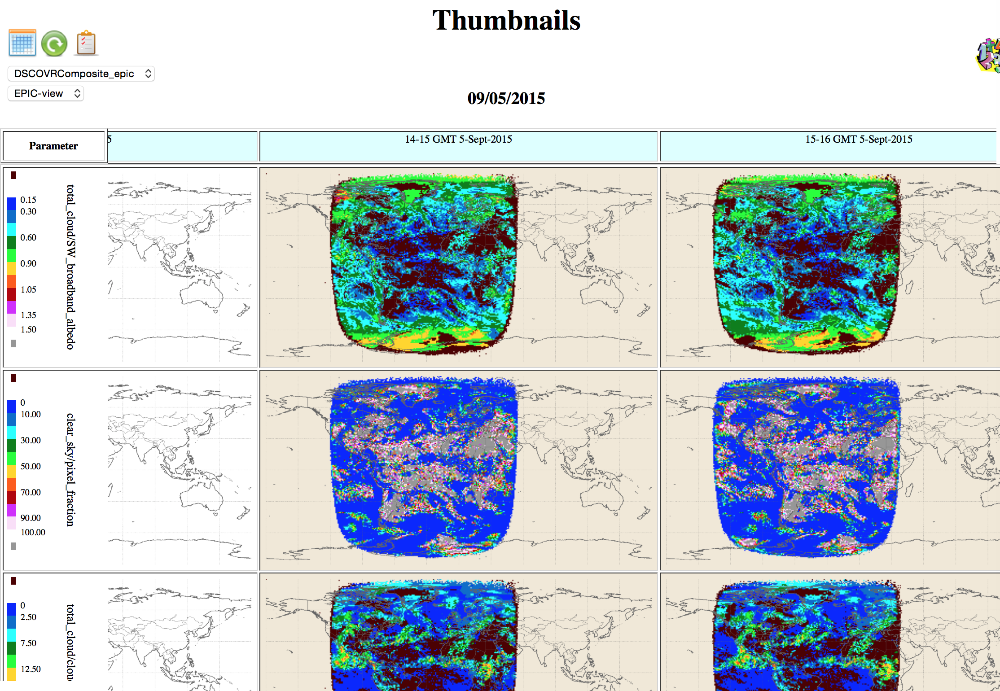 Thumbnails
DSCOVRComposite_epic
EPIC-view
09/05/2015
Parameter
5
14-15 GMT 5-Sept-2015
15-16 GMT 5-Sept-2015
total_cloud/SW_broadband_albedo
0.15
0.30
0.60
0.90
1.05
1.35
1.50
clear_sky/pixel_fraction
0
10.00
30.00
50.00
70.00
90.00
100.00
total_cloud/clou
0
2.50
7.50
12.50